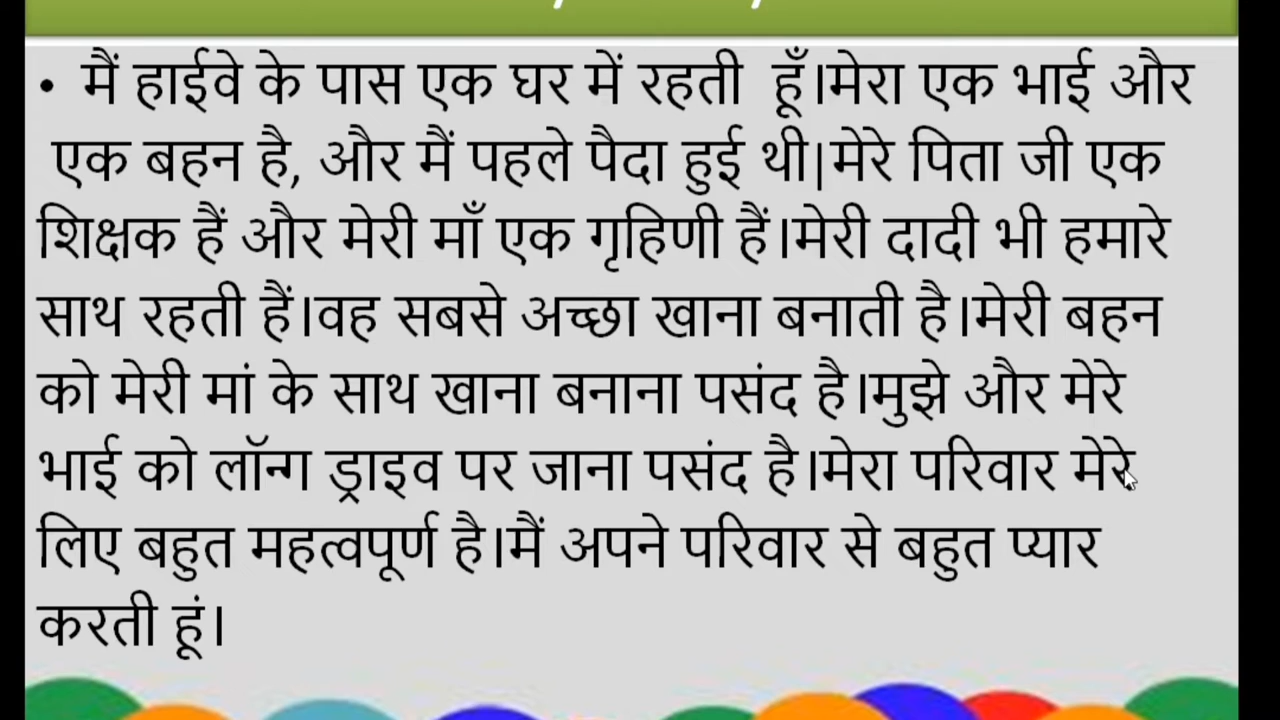 • मैं हाईवे के पास एक घर में रहती हूँ।मेरा एक भाई और
एक बहन है, और मैं पहले पैदा हुई थी|मेरे पिता जी एक
शिक्षक हैं और मेरी माँ एक गृहिणी हैं।मेरी दादी भी हमारे
साथ रहती हैं।वह सबसे अच्छा खाना बनाती है।मेरी बहन
को मेरी मां के साथ खाना बनाना पसंद है।मुझे और मेरे
भाई को लॉन्ग ड्राइव पर जाना पसंद है।मेरा परिवार मेरे
लिए बहुत महत्वपूर्ण है।मैं अपने परिवार से बहुत प्यार
करती हूं।